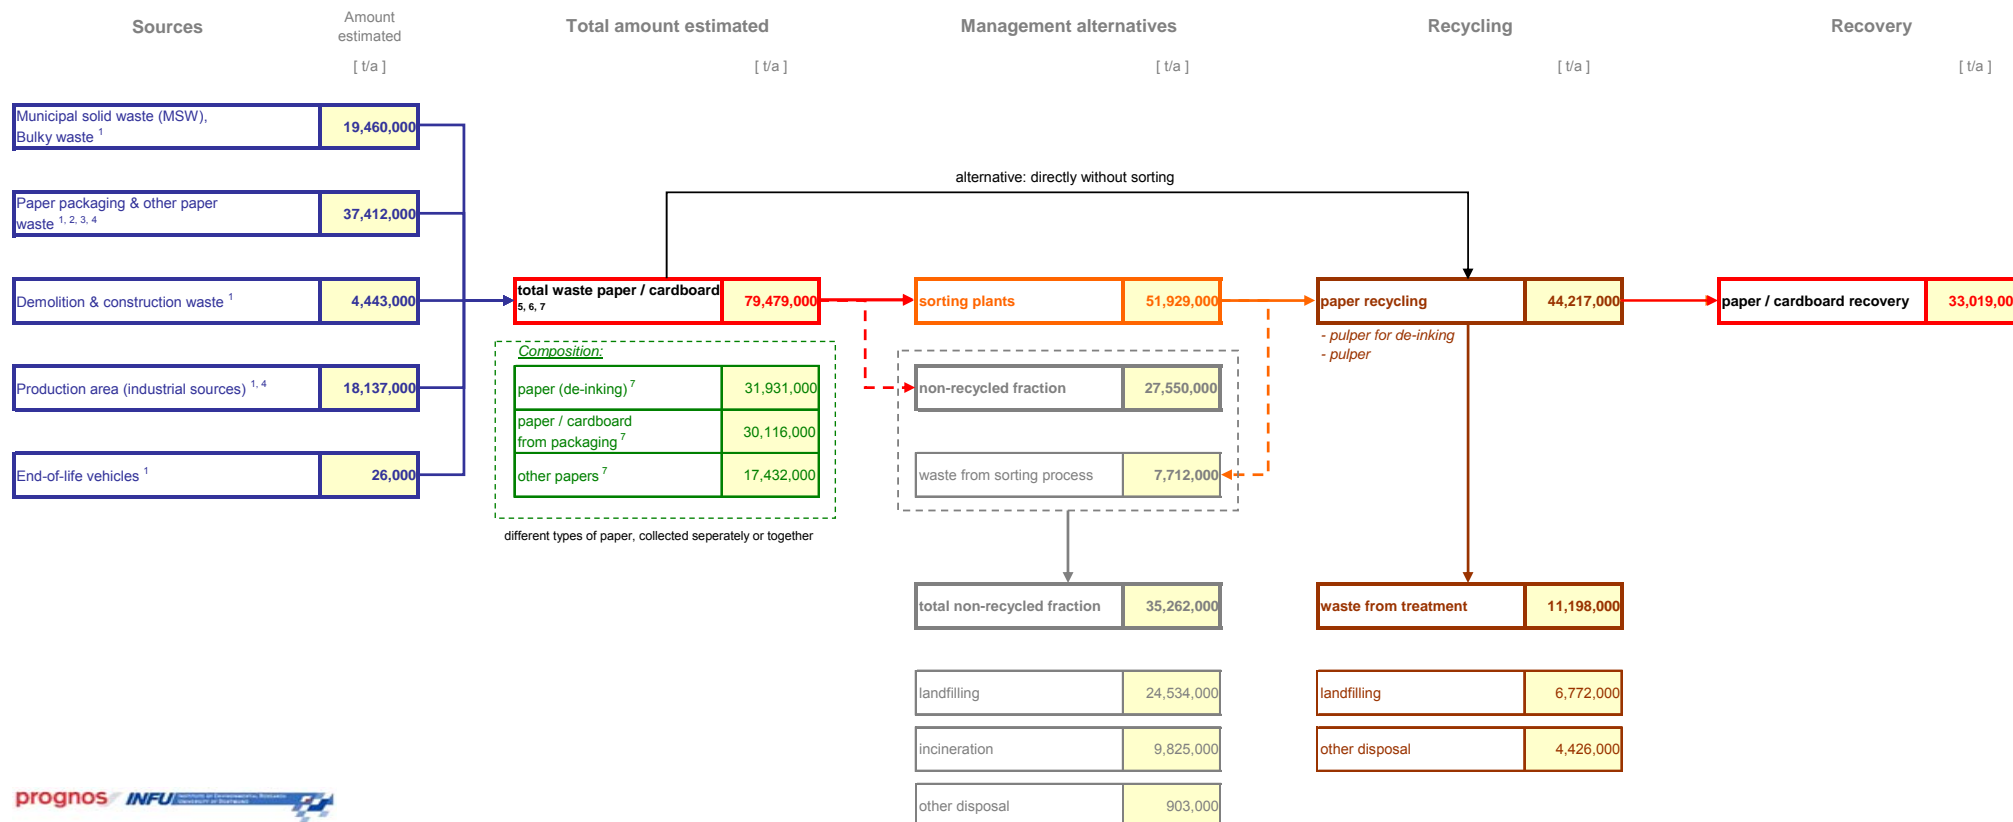 Sources
Amount
estimated
Total amount estimated
Management alternatives
Recycling
Recovery
[ t/a ]
[ t/a ]
[ t/a ]
[ t/a ]
[ t/a ]
Municipal solid waste (MSW),
Bulky waste 1
19,460,000
alternative: directly without sorting
Paper packaging & other paper
waste 1, 2, 3, 4
37,412,000
Demolition & construction waste 1
4,443,000
total waste paper / cardboard
5, 6, 7
79,479,000
sorting plants
51,929,000
paper recycling
44,217,000
paper / cardboard recovery
33,019,00
- pulper for de-inking
- pulper
Composition:
Production area (industrial sources) 1, 4
18,137,000
paper (de-inking) 7
31,931,000
non-recycled fraction
27,550,000
paper / cardboard
from packaging 7
30,116,000
End-of-life vehicles 1
26,000
other papers 7
17,432,000
waste from sorting process
7,712,000
different types of paper, collected seperately or together
total non-recycled fraction
35,262,000
waste from treatment
11,198,000
landfilling
24,534,000
landfilling
6,772,000
incineration
9,825,000
other disposal
4,426,000
other disposal
903,000
prognos
INFU
INSTITUTE OF ENVIRONMENTAL RESEARCH
UNIVERSITY OF DORTMUND